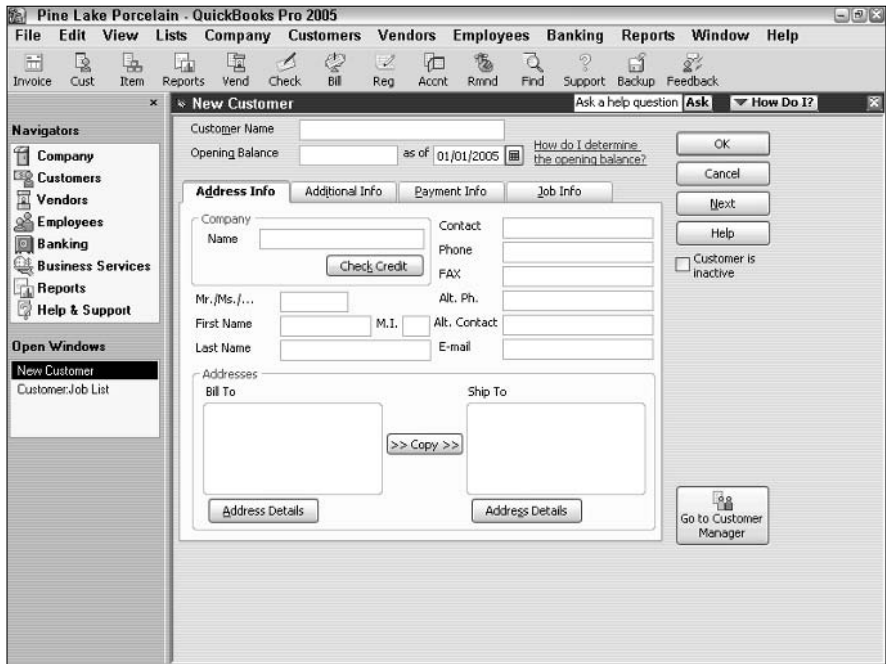 Pine Lake Porcelain - QuickBooks Pro 2005
File Edit View Lists Company Customers Vendors Employees Banking Reports Window Help
Invoice Cust Item Reports Vend Check Bill Reg Accnt Rmnd Find Support Backup Feedback
Navigators
Company
Customers
Vendors
Employees
Banking
Business Services
Reports
Help & Support
Open Windows
New Customer
Customer:Job List
New Customer
Ask a help question Ask How Do I?
Customer Name
Opening Balance as of 01/01/2005 How do I determine
the opening balance?
Address Info Additional Info Payment Info Job Info
Company
Name
Check Credit
Mr./Ms./...
First Name M.I.
Last Name
Contact
Phone
FAX
Alt. Ph.
Alt. Contact
E-mail
Addresses
Bill To Ship To
>> Copy >>
Address Details Address Details
OK
Cancel
Next
Help
Customer is
inactive
Go to Customer
Manager